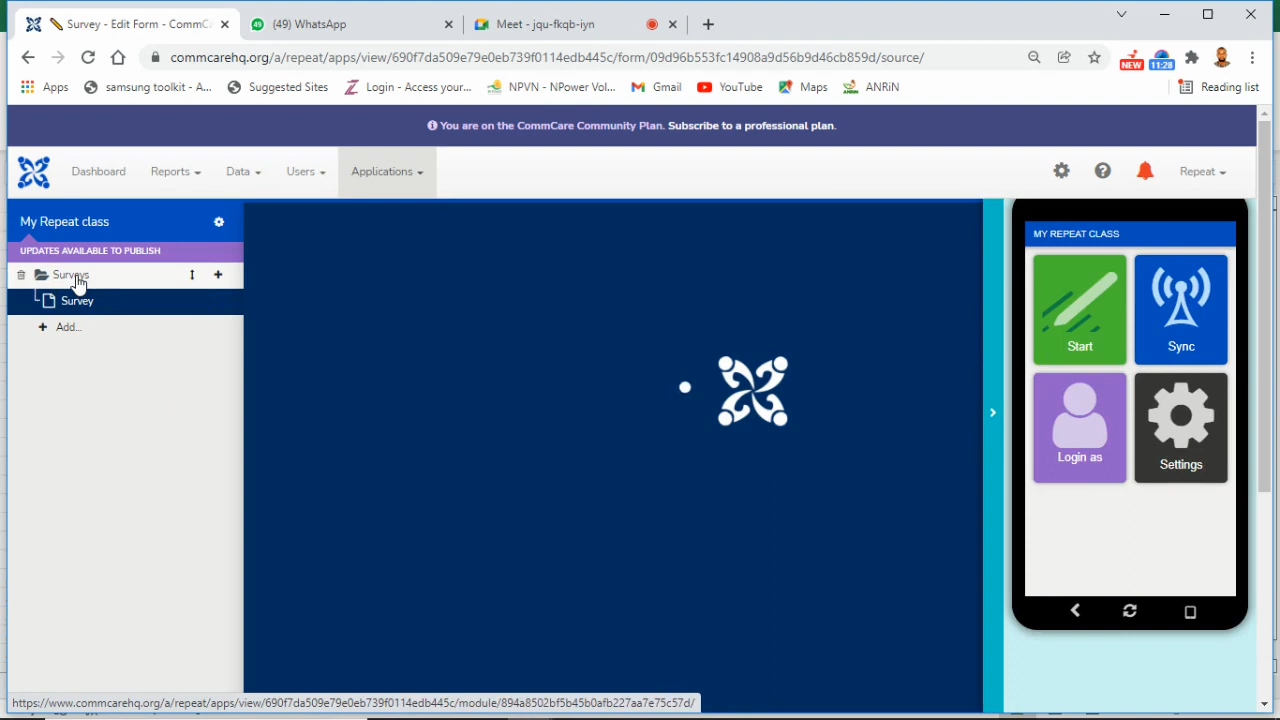 Survey - Edit Form - CommC
(49) WhatsApp
Meet - jqu-fkqb-iyn
commcarehq.org/a/repeat/apps/view/690f7da509e79e0eb739f0114edb445c/form/09d96b553fc14908a9d56b9d46cb859d/source/
NEW
11:28
Apps
samsung toolkit - A...
Suggested Sites
Login - Access your...
NPVN - NPower Vol...
Gmail
YouTube
Maps
ANRiN
Reading list
You are on the CommCare Community Plan. Subscribe to a professional plan.
Dashboard
Reports
Data
Users
Applications
Repeat
My Repeat class
UPDATES AVAILABLE TO PUBLISH
Surveys
Survey
Add...
MY REPEAT CLASS
Start
Sync
Login as
Settings
https://www.commcarehq.org/a/repeat/apps/view/690f7da509e79e0eb739f0114edb445c/module/894a8502bf5b45b0afb227aa7e75c57d/